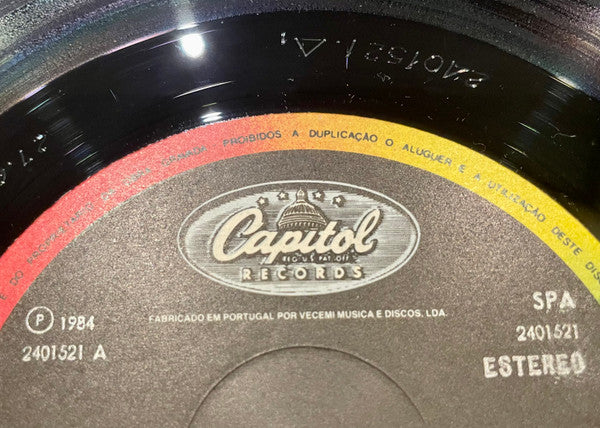 2401521.A,
PROIBIDOS A DUPLICAÇÃO O ALUGUER E A UTILIZAÇÃO DESTE
Capitol
REG. U.S. PAT. OFF.
RECORDS
FABRICADO EM PORTUGAL POR VECEMI MUSICA E DISCOS, LDA.
P 1984
2401521 A
SPA
2401521
ESTEREO